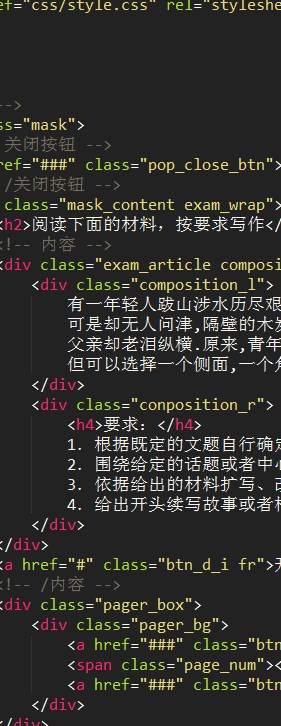 ef="css/style.css" rel="styleshe
-->
ss="mask">
关闭按钮 -->
ref="###" class="pop_close_btn">
/关闭按钮 -->
class="mask_content exam_wrap">
<h2>阅读下面的材料，按要求写作</
<!-- 内容 -->
<div class="exam_article composi
<div class="composition_l">
有一年轻人跋山涉水历尽艰
可是却无人问津,隔壁的木炭
父亲却老泪纵横.原来,青年
但可以选择一个侧面,一个角
</div>
<div class="conposition_r">
<h4>要求：</h4>
1. 根据既定的文题自行确定
2. 围绕给定的话题或者中心
3. 依据给出的材料扩写、改
4. 给出开头续写故事或者根
</div>
</div>
<a href="#" class="btn_d_i fr">
<!-- /内容 -->
<div class="pager_box">
<div class="pager_bg">
<a href="###" class="btn
<span class="page_num"><
<a href="###" class="btn
</div>
</div>